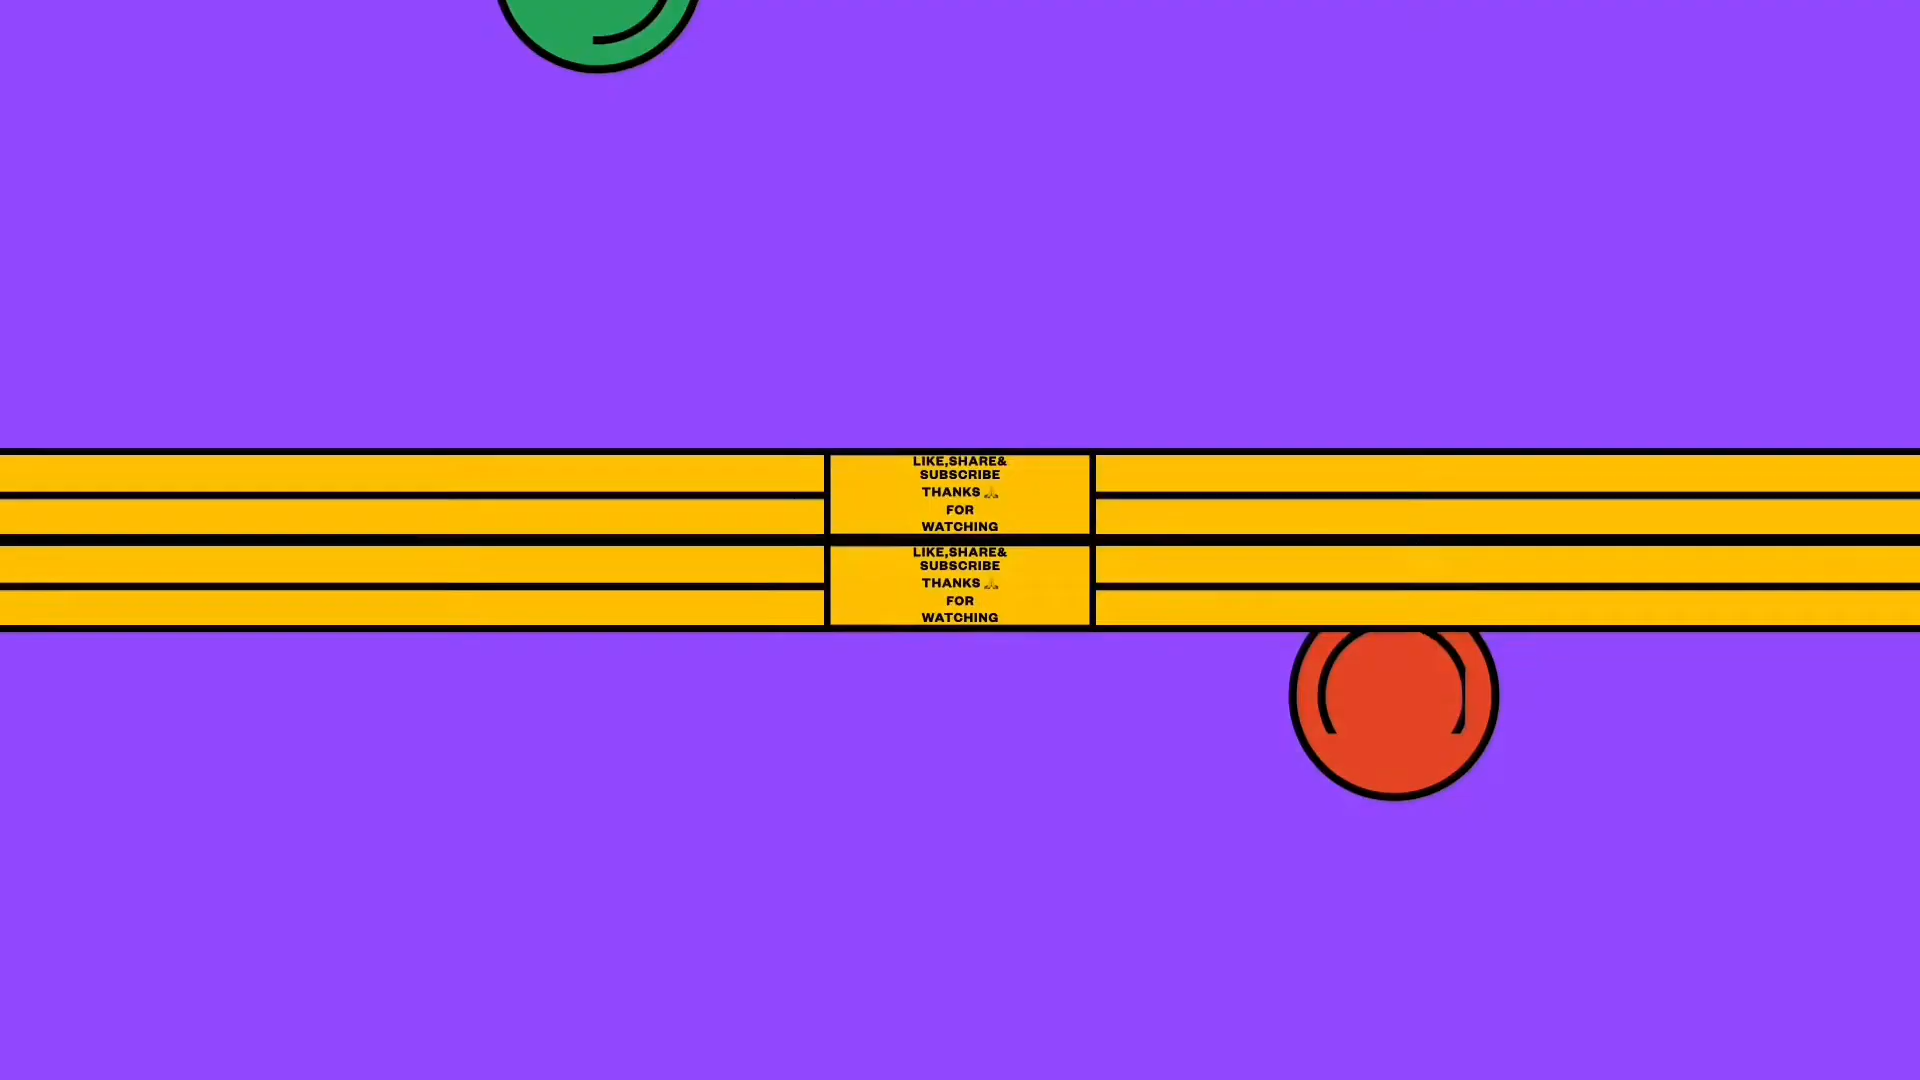 LIKE,SHARE&
SUBSCRIBE
THANKS 🙏
FOR
WATCHING
LIKE,SHARE&
SUBSCRIBE
THANKS 🙏
FOR
WATCHING